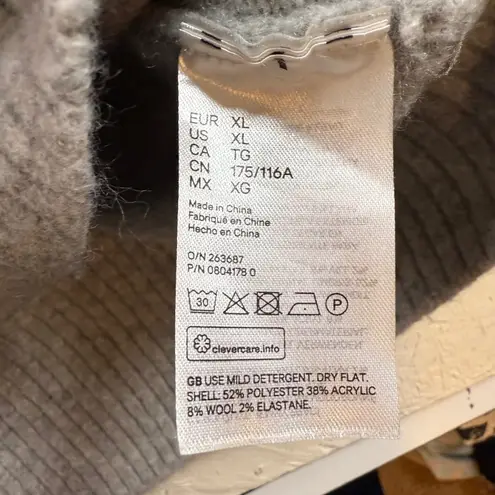 EUR XL
US XL
CA TG
CN 175/116A
MX XG
Made in China
Fabriqué en Chine
Hecho en China
O/N 263687
P/N 0804178 0
30 P
clevercare.info
GB USE MILD DETERGENT. DRY FLAT.
SHELL: 52% POLYESTER 38% ACRYLIC
8% WOOL 2% ELASTANE.